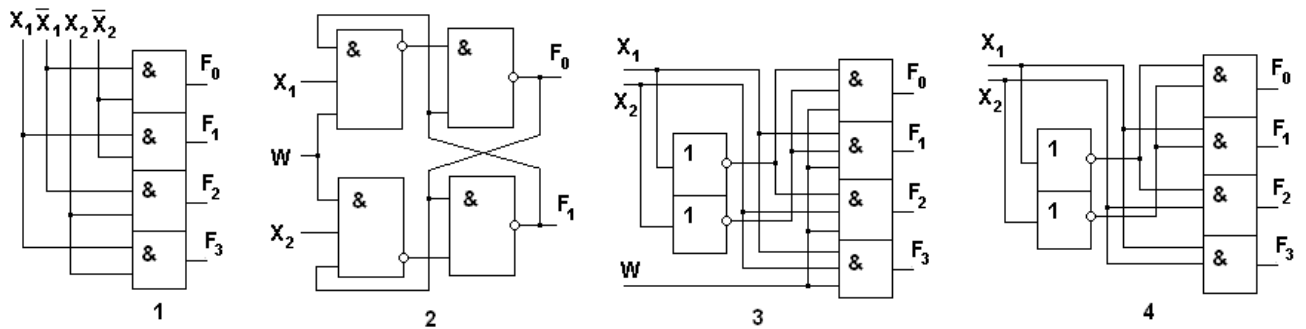 X₁ X̅₁ X₂ X̅₂
& F₀
& F₁
& F₂
& F₃
1
& & F₀
X₁
W
& & F₁
X₂
2
X₁
X₂
& F₀
& F₁
1
& F₂
1
& F₃
W
3
X₁
X₂
& F₀
& F₁
1
& F₂
1
& F₃
4